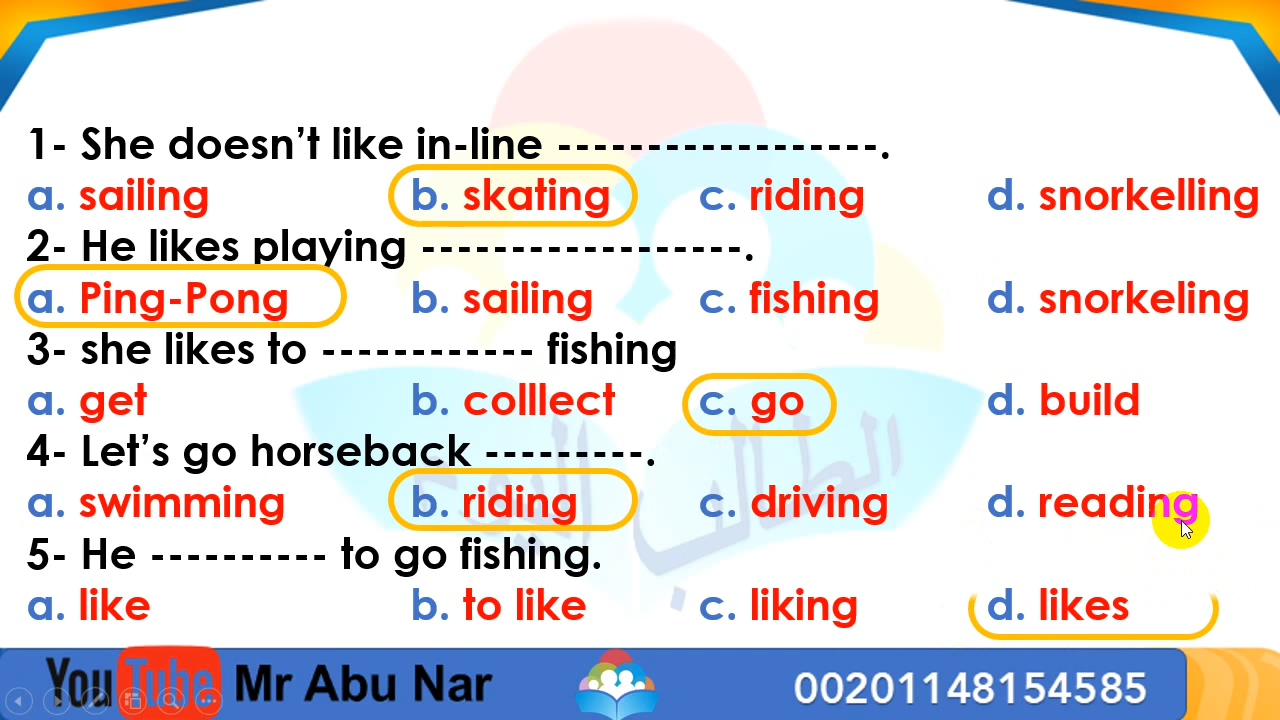 1- She doesn’t like in-line ------------------.
a. sailing b. skating c. riding d. snorkelling
2- He likes playing ------------------.
a. Ping-Pong b. sailing c. fishing d. snorkeling
3- she likes to ------------ fishing
a. get b. colllect c. go d. build
4- Let’s go horseback ---------.
a. swimming b. riding c. driving d. reading
5- He ---------- to go fishing.
a. like b. to like c. liking d. likes
الطالب اليوم
YouTube Mr Abu Nar 00201148154585